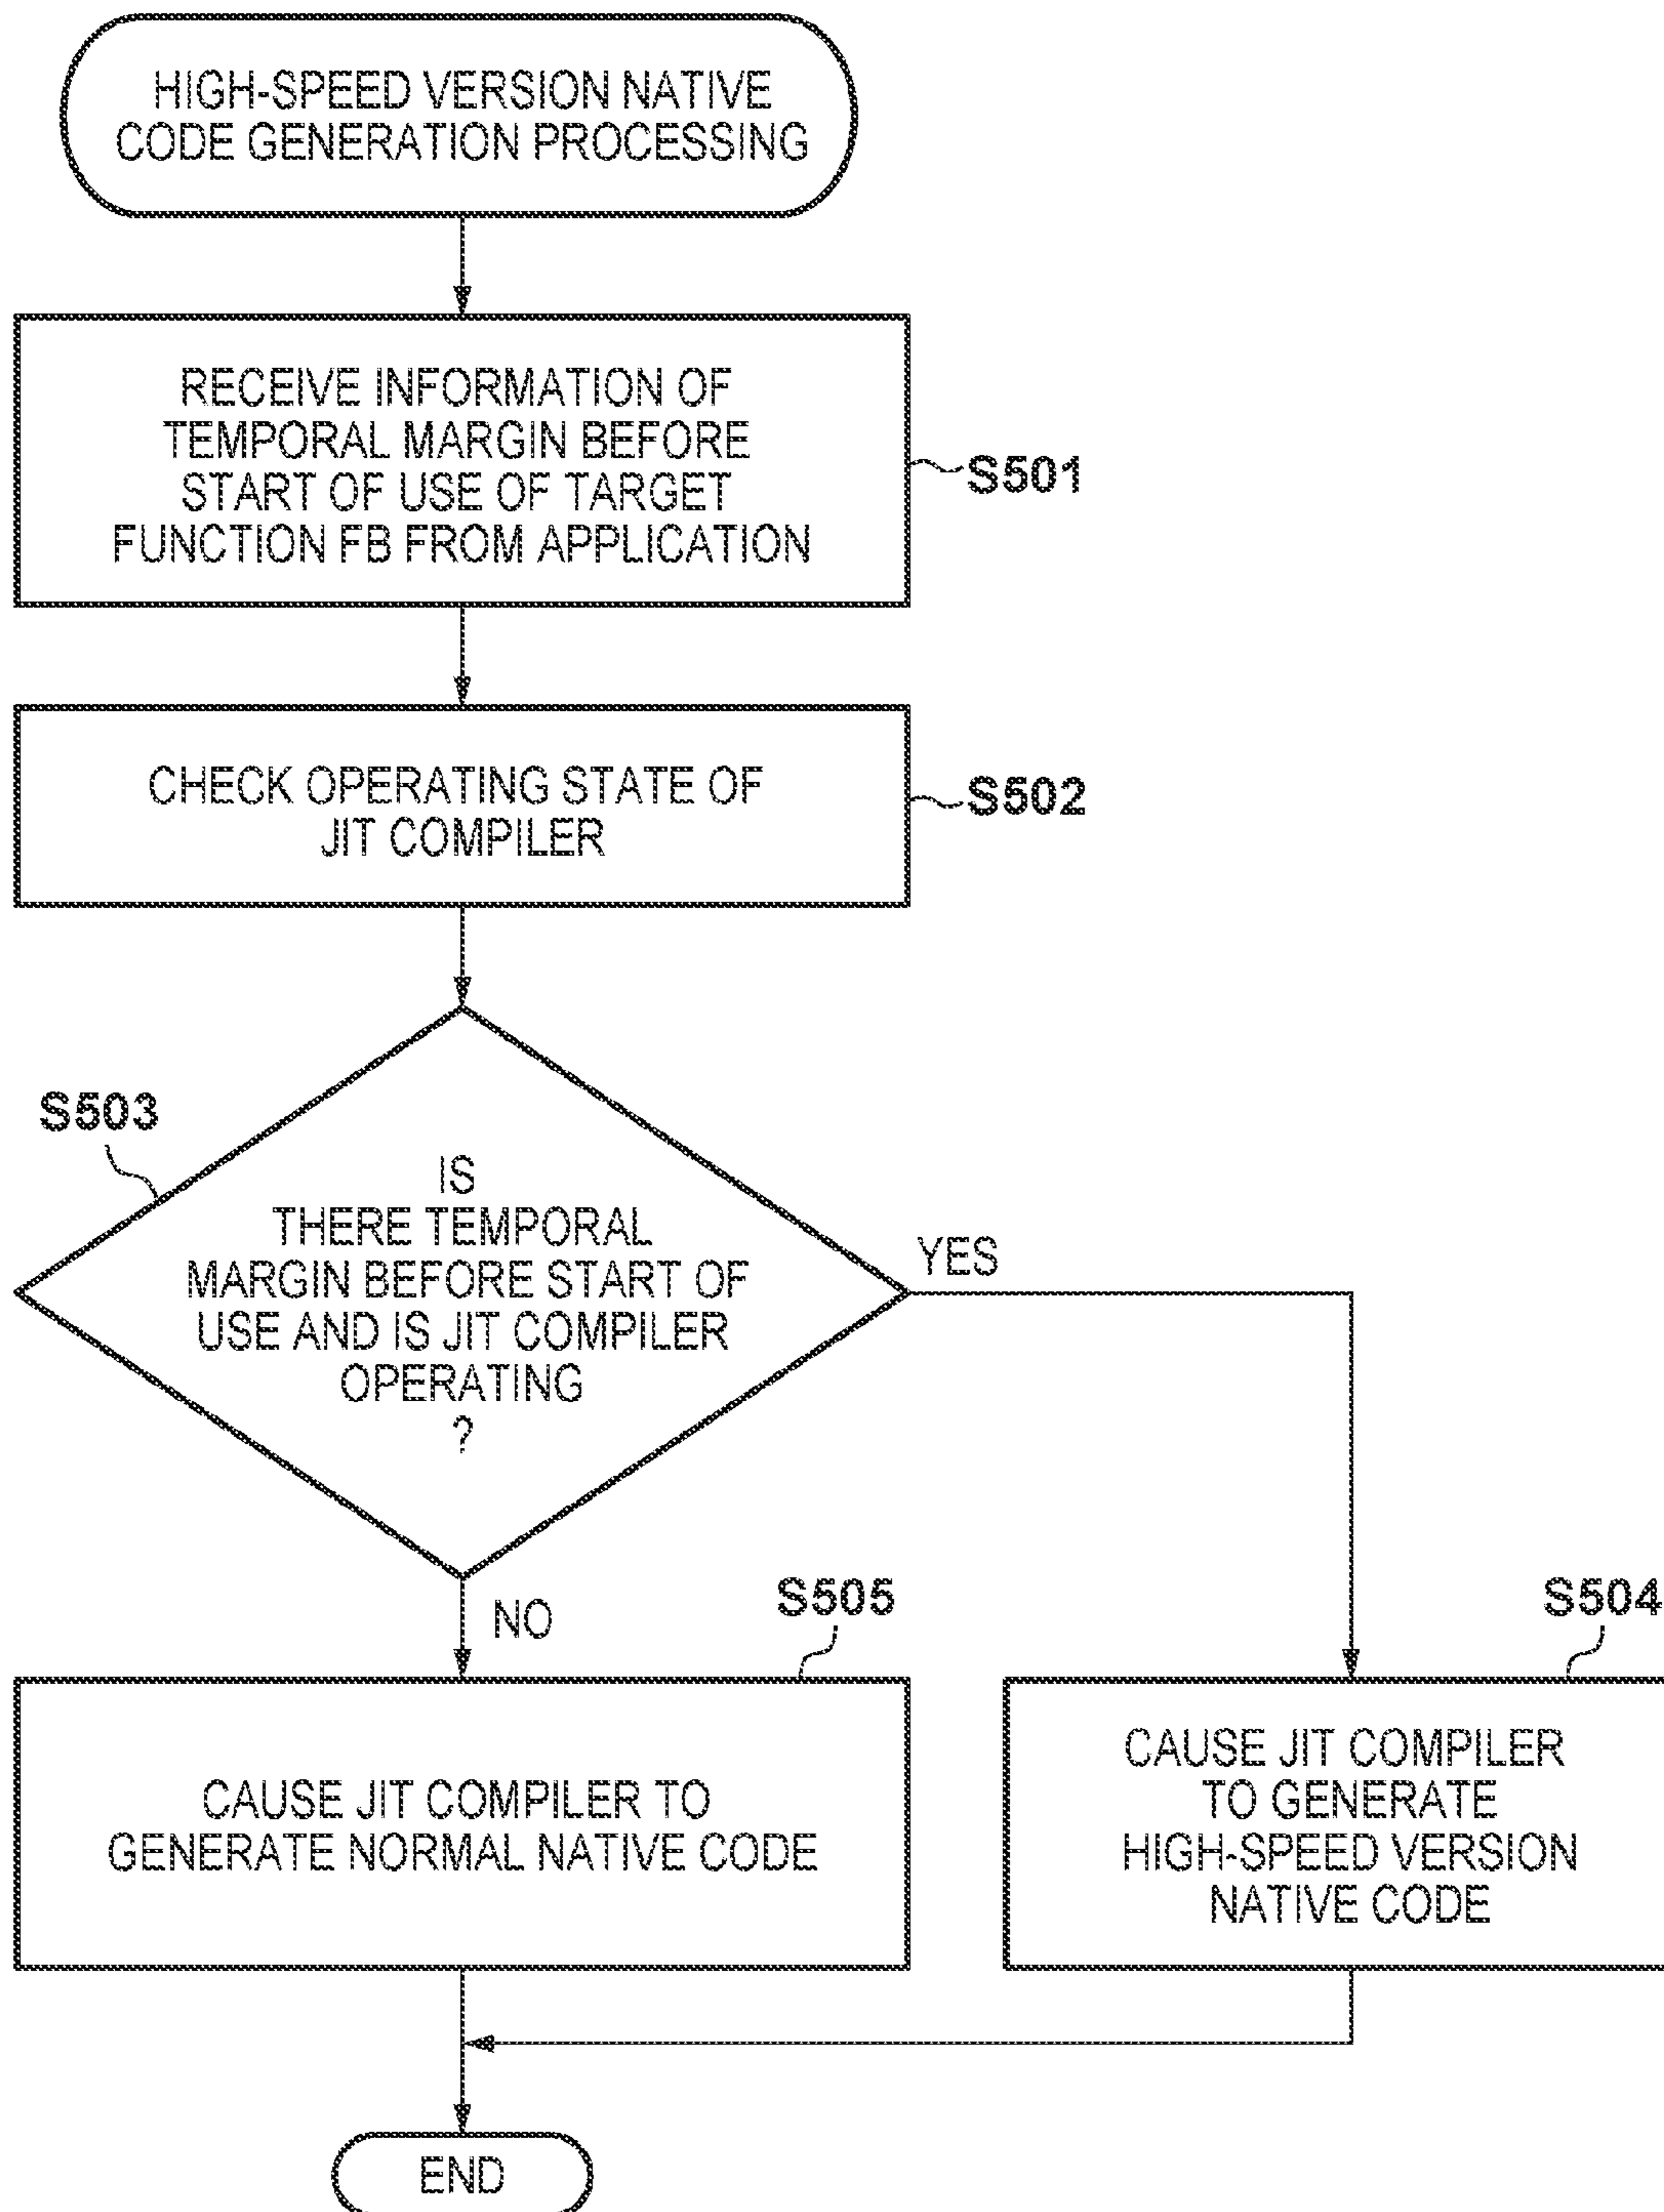 HIGH-SPEED VERSION NATIVE
CODE GENERATION PROCESSING
RECEIVE INFORMATION OF
TEMPORAL MARGIN BEFORE
START OF USE OF TARGET
FUNCTION FB FROM APPLICATION
S501
CHECK OPERATING STATE OF
JIT COMPILER
S502
S503
IS
THERE TEMPORAL
MARGIN BEFORE START OF
USE AND IS JIT COMPILER
OPERATING
?
YES
NO
S505
CAUSE JIT COMPILER TO
GENERATE NORMAL NATIVE CODE
S504
CAUSE JIT COMPILER
TO GENERATE
HIGH-SPEED VERSION
NATIVE CODE
END